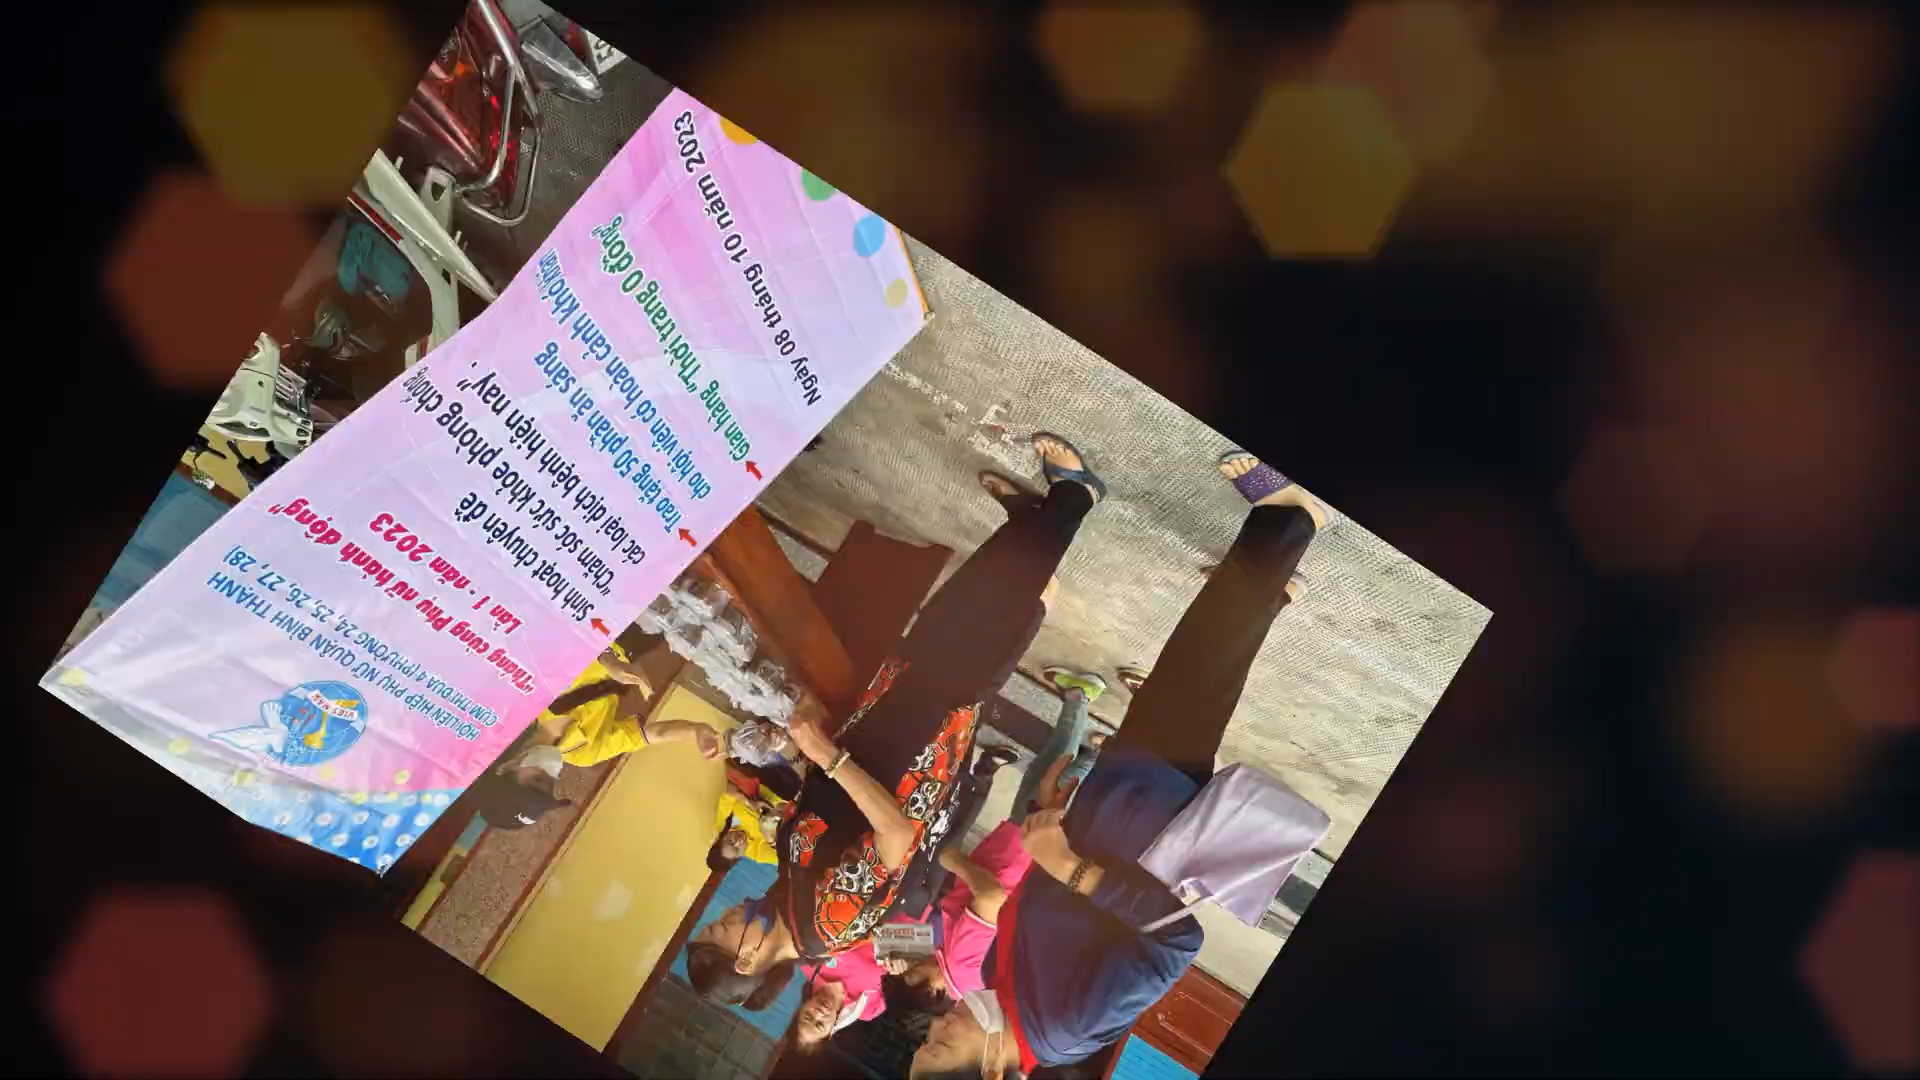 HỘI LIÊN HIỆP PHỤ NỮ QUẬN BÌNH THẠNH
CỤM THI ĐUA 4 (PHƯỜNG 24, 25, 26, 27, 28)
"Tháng cùng Phụ nữ hành động"
Lần 1 - năm 2023
Sinh hoạt chuyên đề
"Chăm sóc sức khỏe phòng chống
các loại dịch bệnh hiện nay".
Trao tặng 50 phần ăn sáng
cho hội viên có hoàn cảnh khó khăn
Gian hàng "Thời trang 0 đồng"
Ngày 08 tháng 10 năm 2023
VIỆT NAM